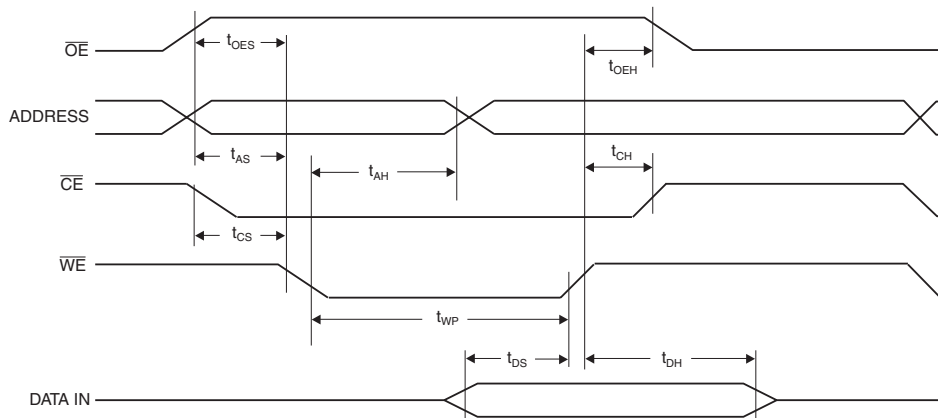 OE
tOES
tOEH
ADDRESS
tAS
tAH
tCH
CE
tCS
WE
tWP
tDS
tDH
DATA IN